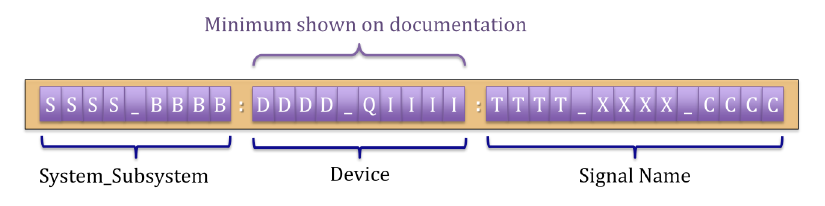 Minimum shown on documentation
SSSS_BBBB:DDDD_QIIII:TTTT_XXXX_CCCC
System_Subsystem Device Signal Name